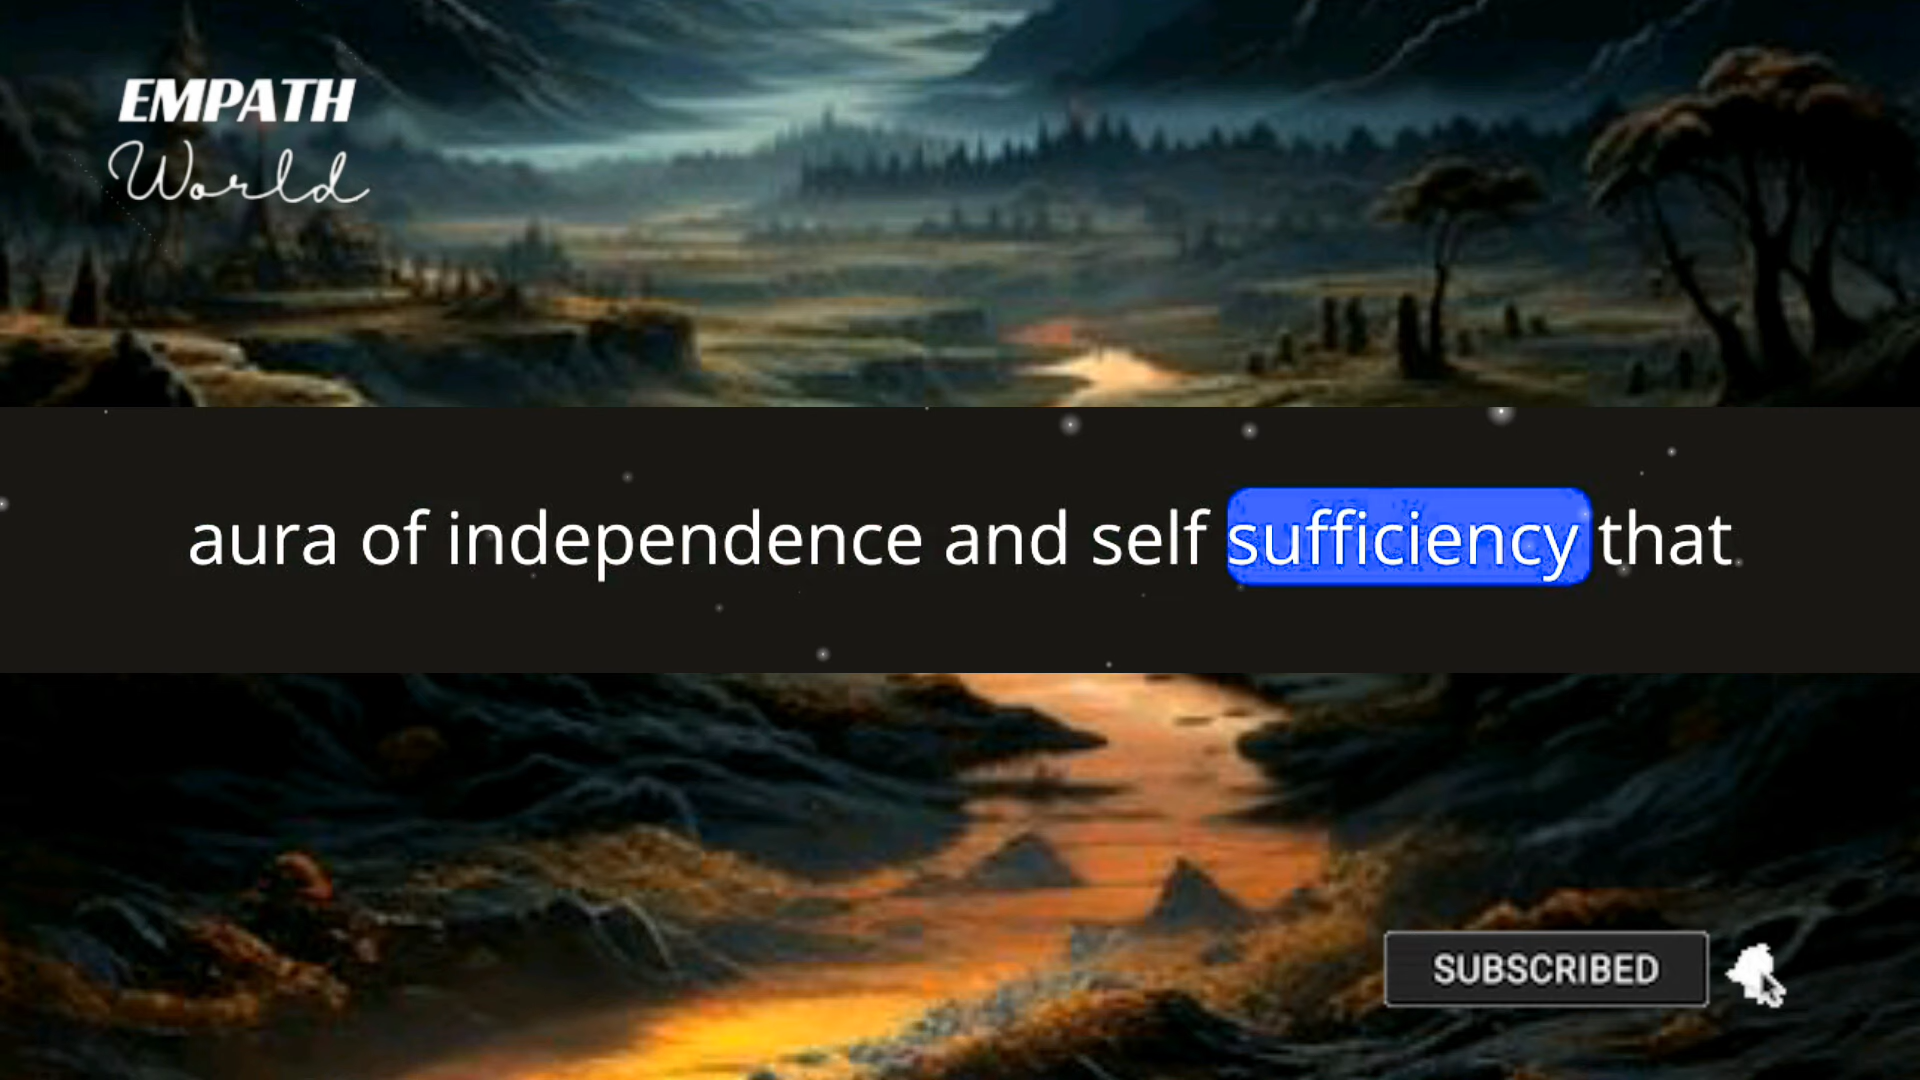 EMPATH
World
aura of independence and self sufficiency that
SUBSCRIBED